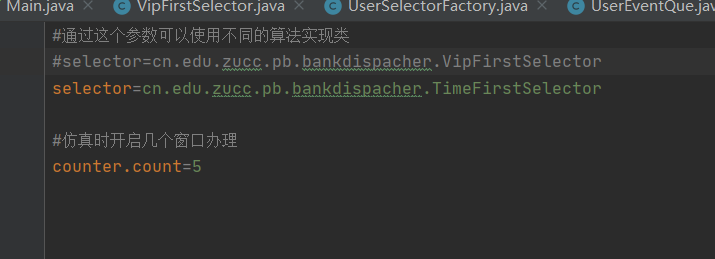 Main.java
VipFirstSelector.java
UserSelectorFactory.java
UserEventQue.java
#通过这个参数可以使用不同的算法实现类
#selector=cn.edu.zucc.pb.bankdispacher.VipFirstSelector
selector=cn.edu.zucc.pb.bankdispacher.TimeFirstSelector
#仿真时开启几个窗口办理
counter.count=5